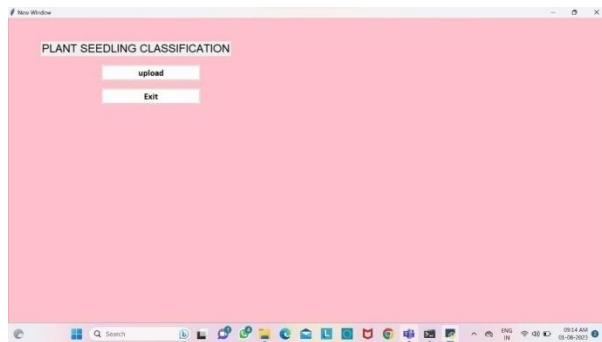 New Window
PLANT SEEDLING CLASSIFICATION
upload
Exit
Search
ENG
IN
09:14 AM
01-08-2023